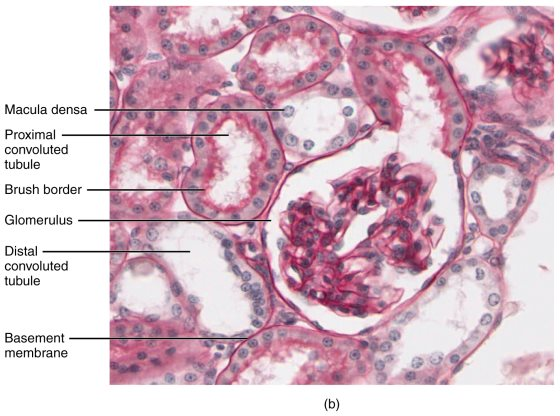 Macula densa
Proximal
convoluted
tubule
Brush border
Glomerulus
Distal
convoluted
tubule
Basement
membrane
(b)